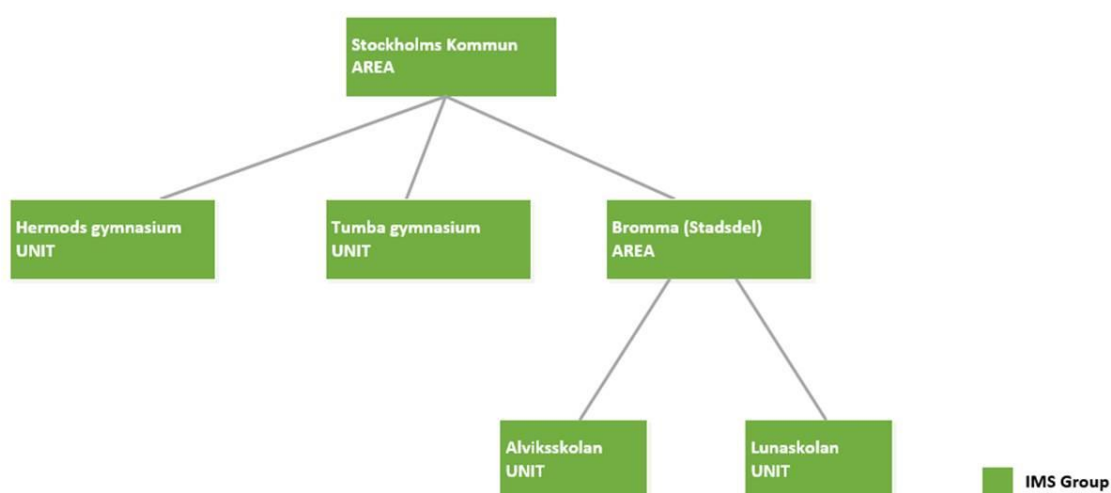 Stockholms Kommun
AREA
Hermods gymnasium
UNIT
Tumba gymnasium
UNIT
Bromma (Stadsdel)
AREA
Alviksskolan
UNIT
Lunaskolan
UNIT
IMS Group